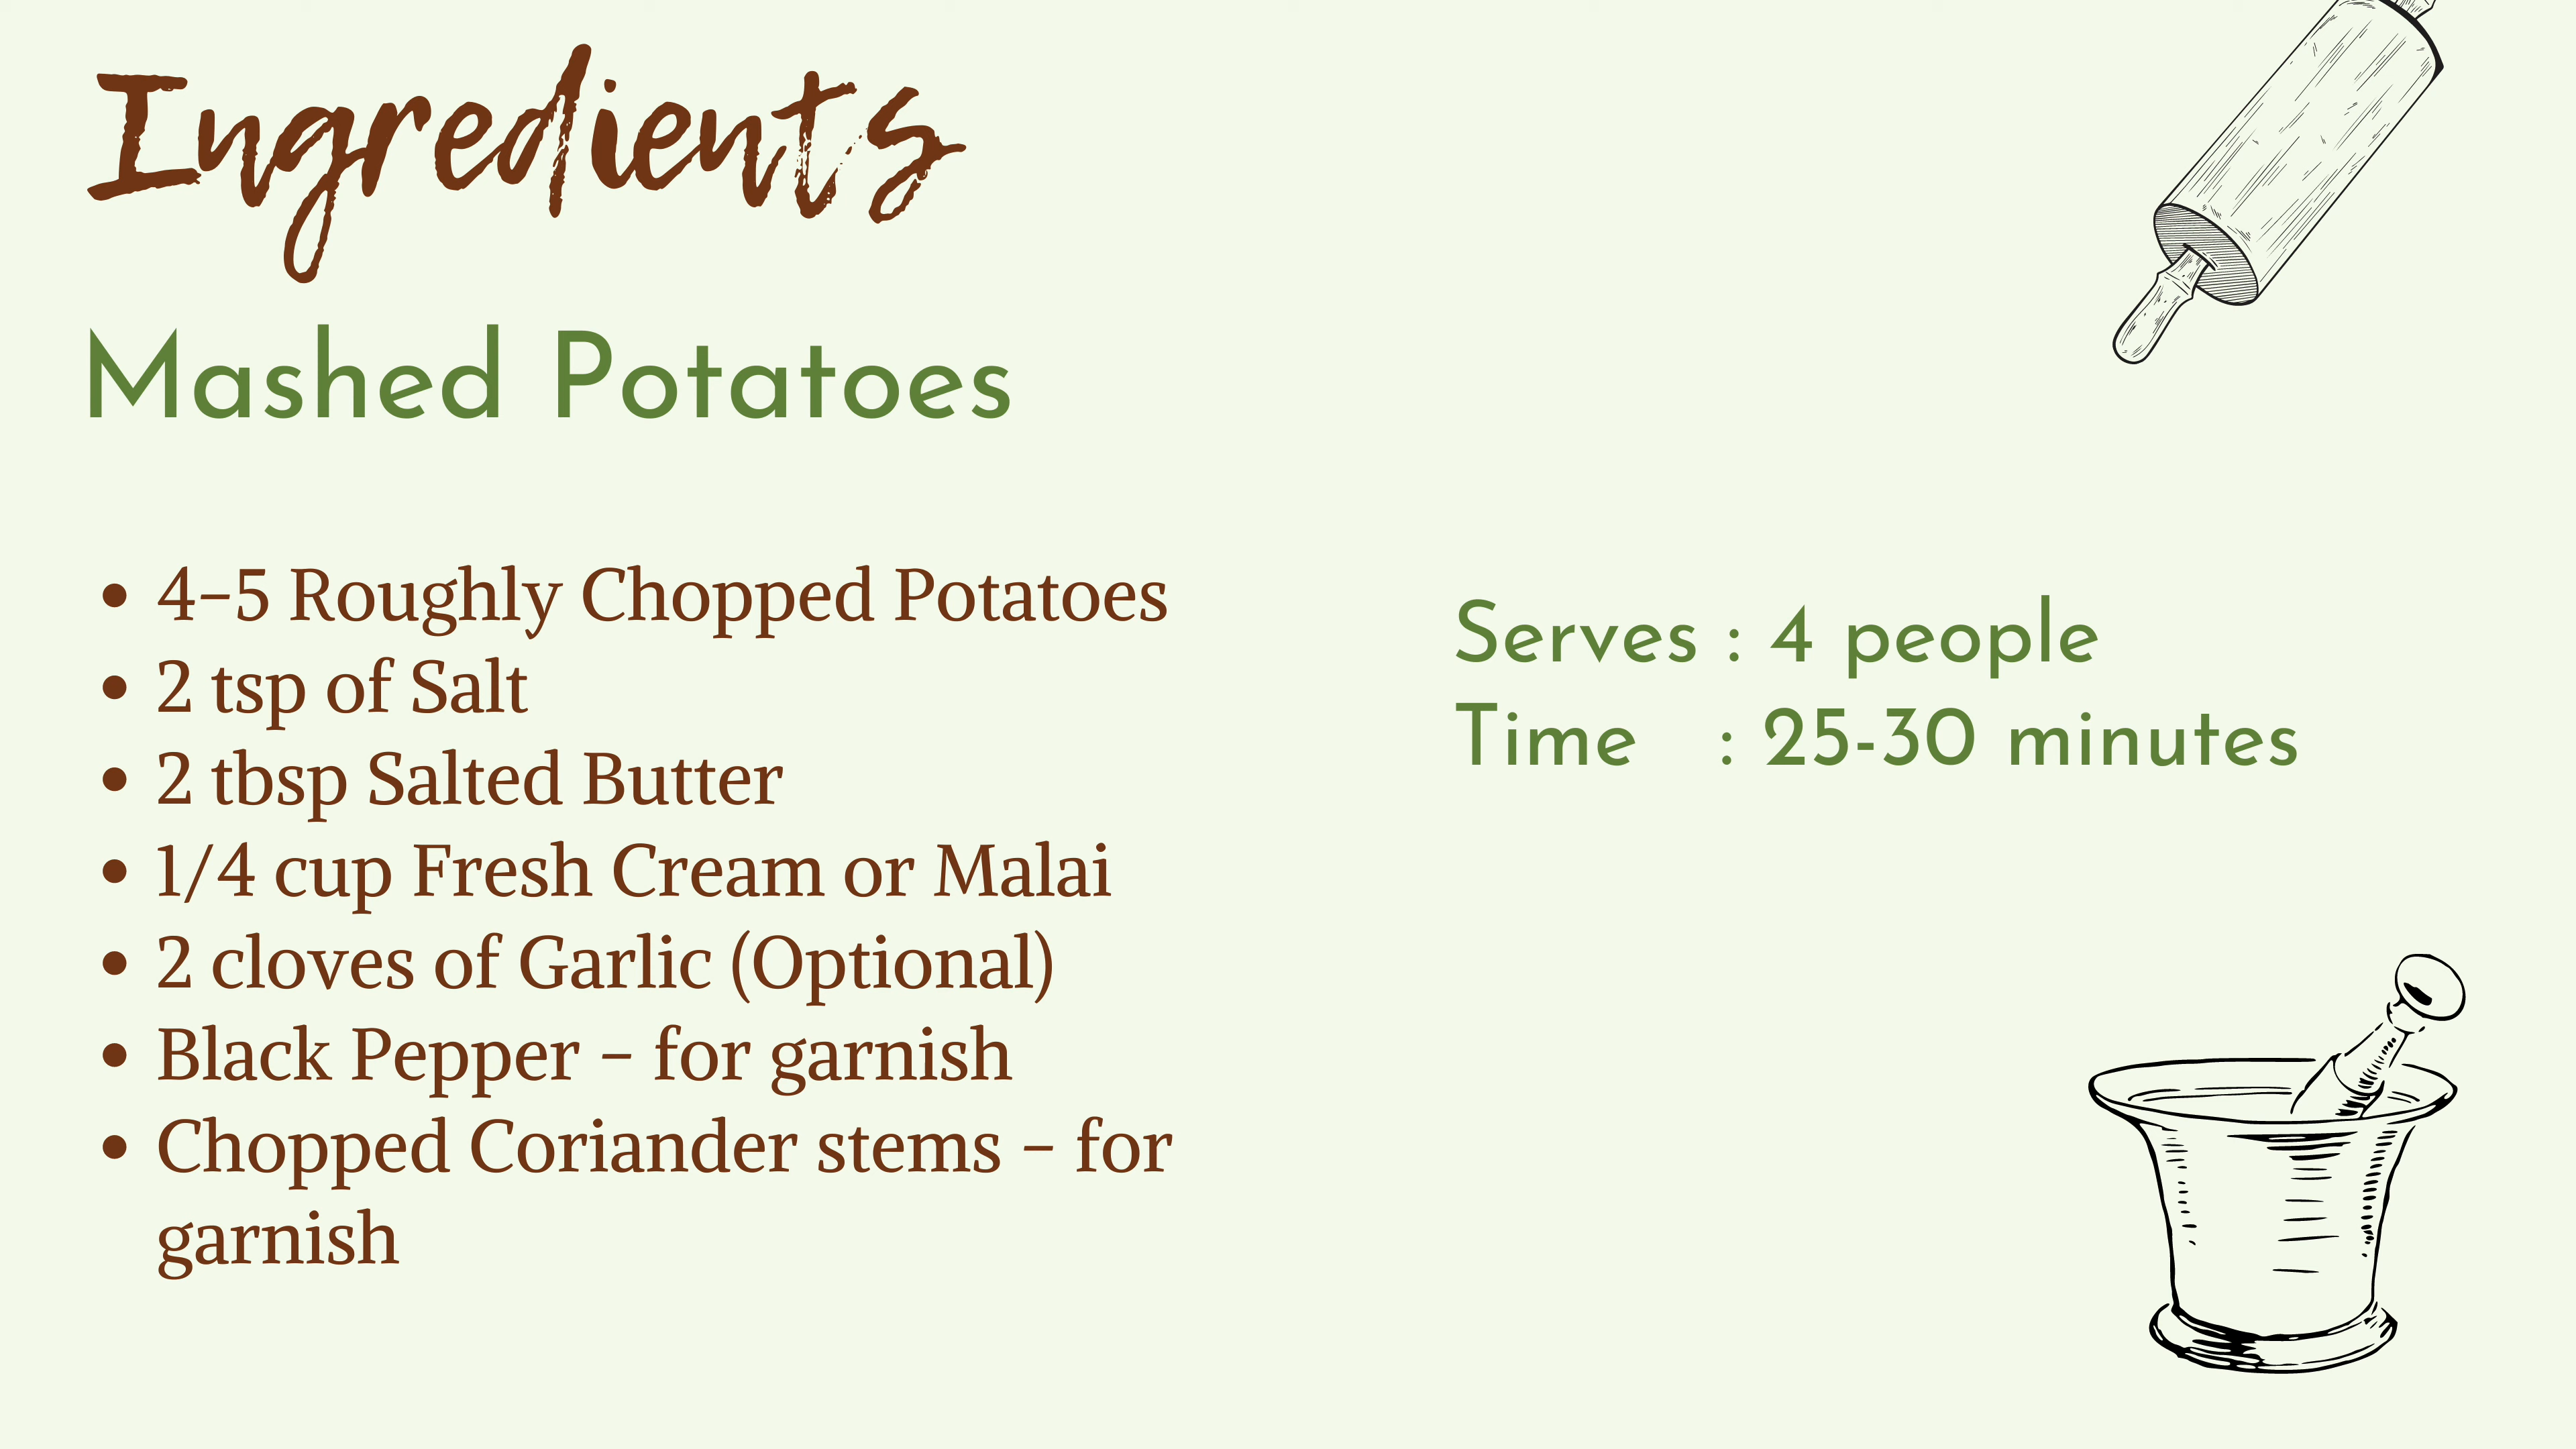 Ingredients
Mashed Potatoes
• 4-5 Roughly Chopped Potatoes
• 2 tsp of Salt
• 2 tbsp Salted Butter
• 1/4 cup Fresh Cream or Malai
• 2 cloves of Garlic (Optional)
• Black Pepper - for garnish
• Chopped Coriander stems - for
garnish
Serves : 4 people
Time : 25-30 minutes